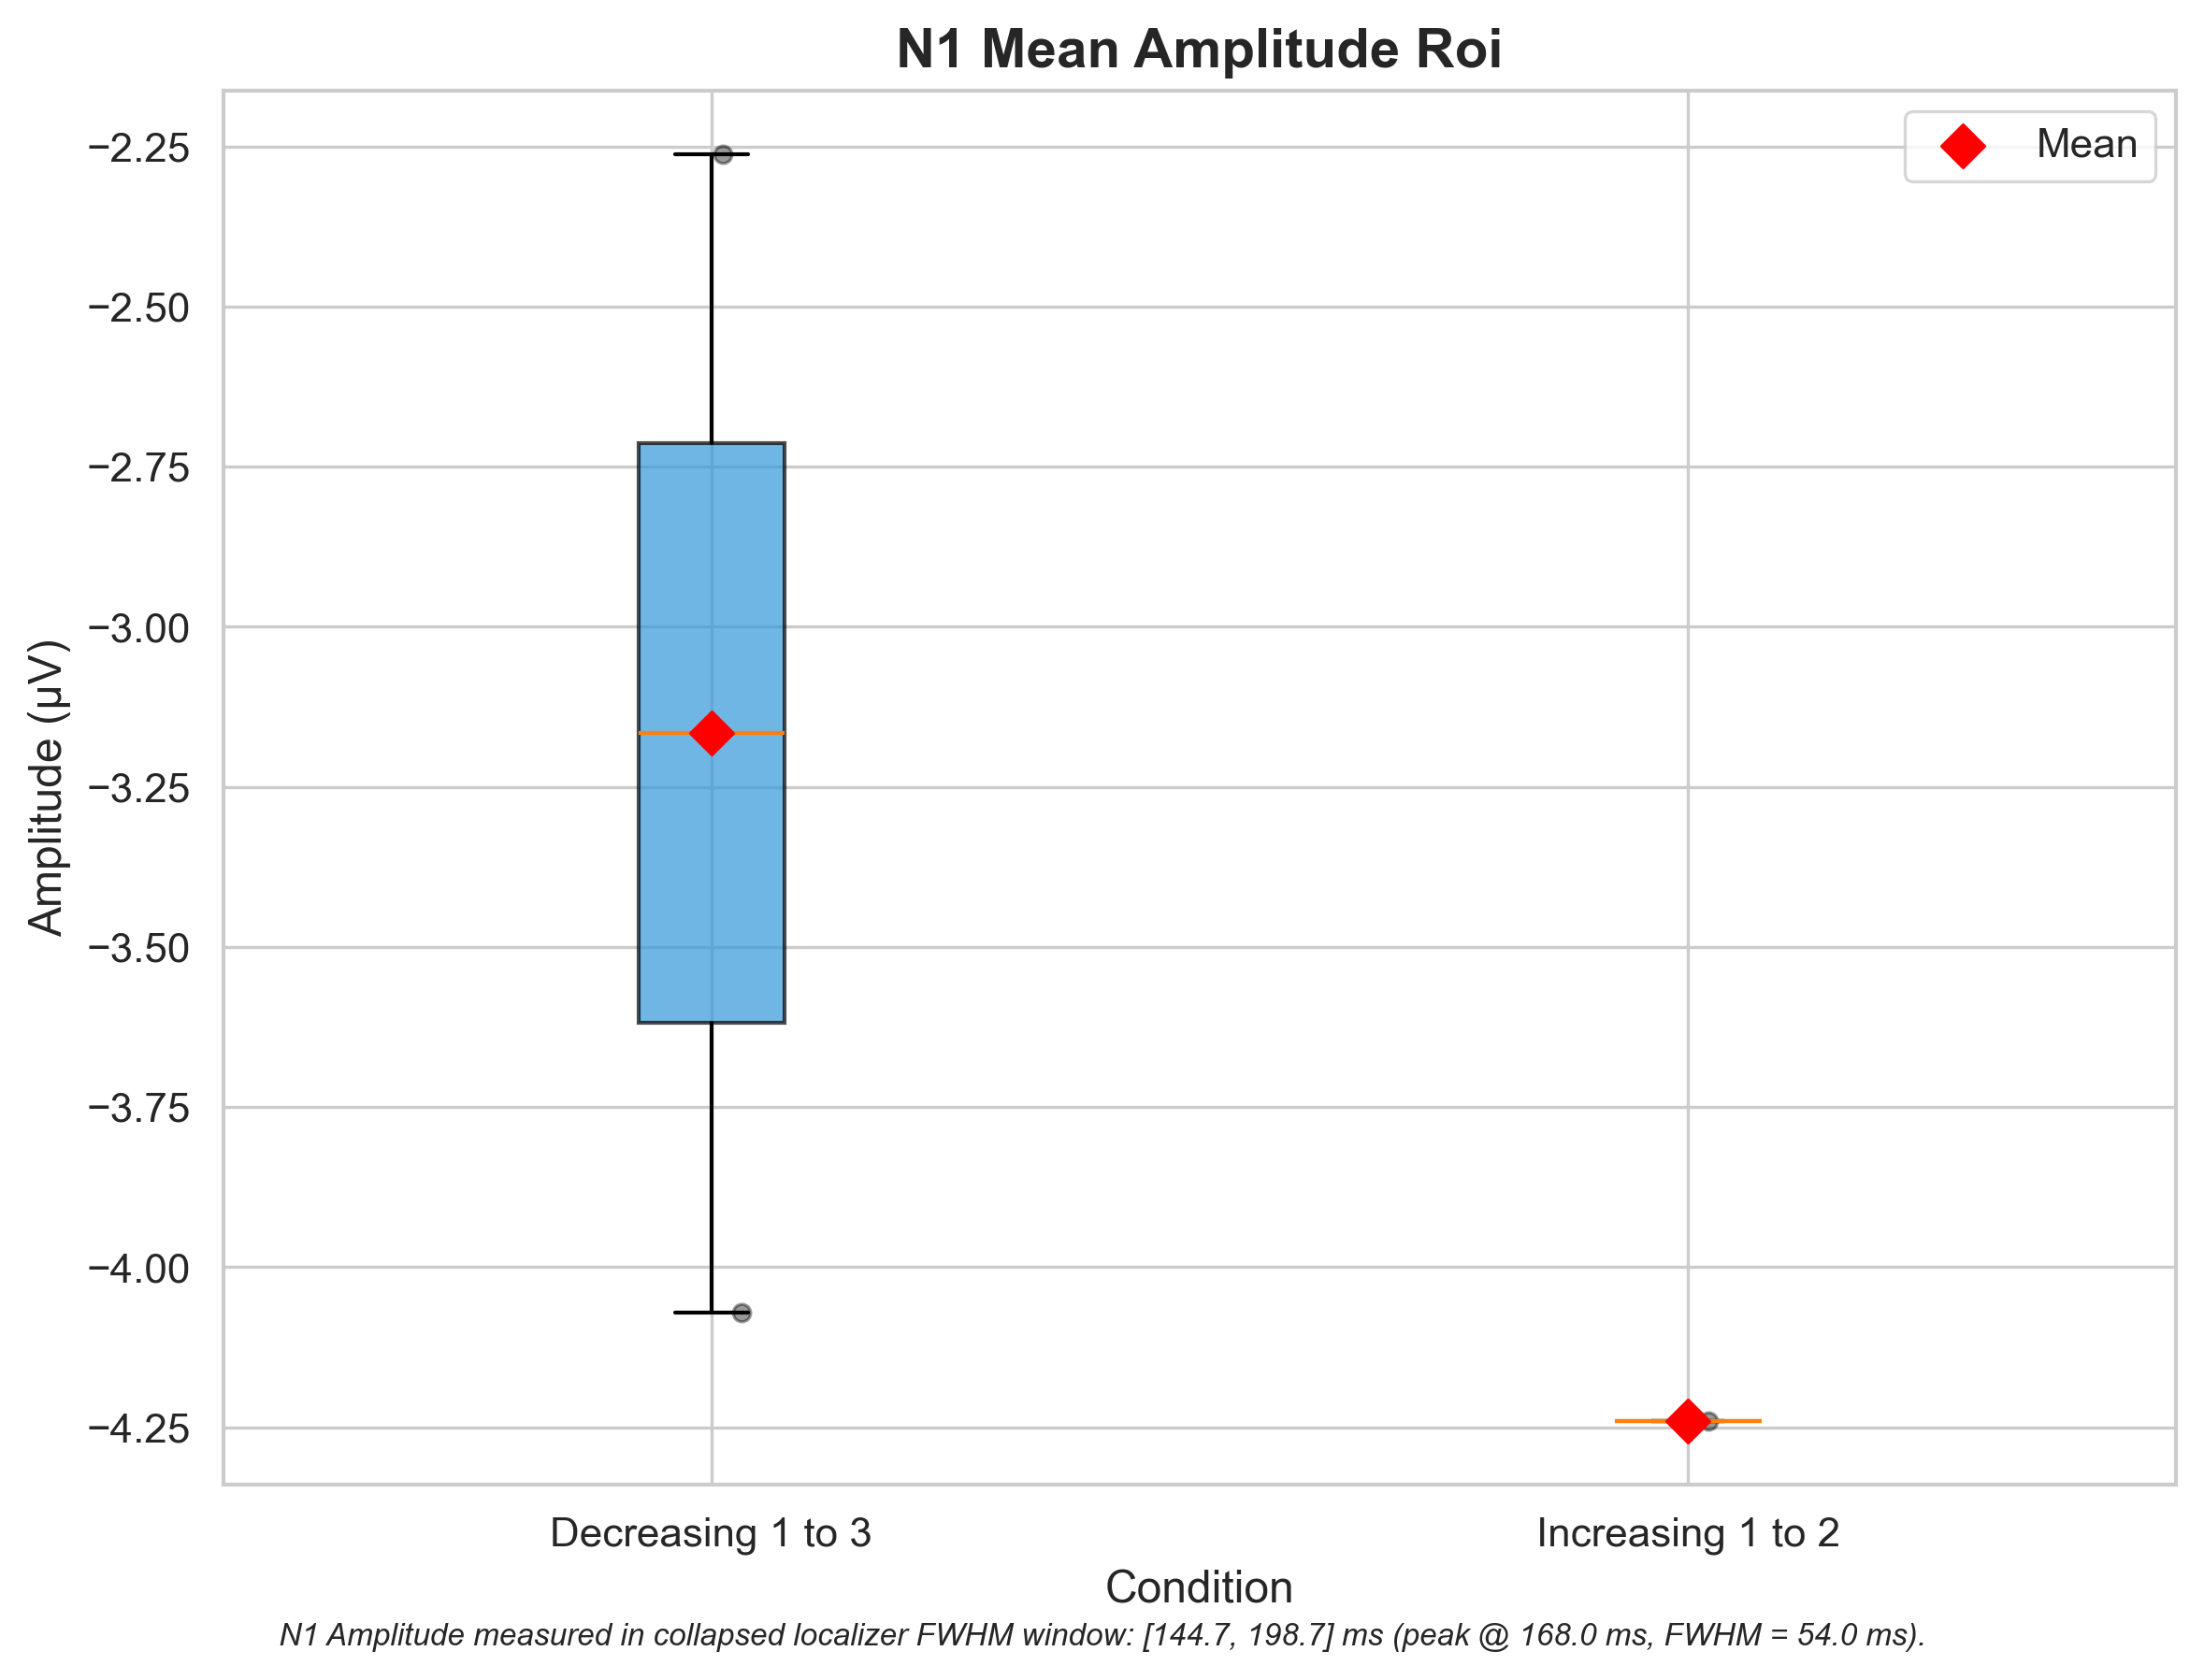 N1 Mean Amplitude Roi
Mean
−2.25
−2.50
−2.75
−3.00
−3.25
−3.50
−3.75
−4.00
−4.25
Amplitude (µV)
Decreasing 1 to 3
Increasing 1 to 2
Condition
N1 Amplitude measured in collapsed localizer FWHM window: [144.7, 198.7] ms (peak @ 168.0 ms, FWHM = 54.0 ms).